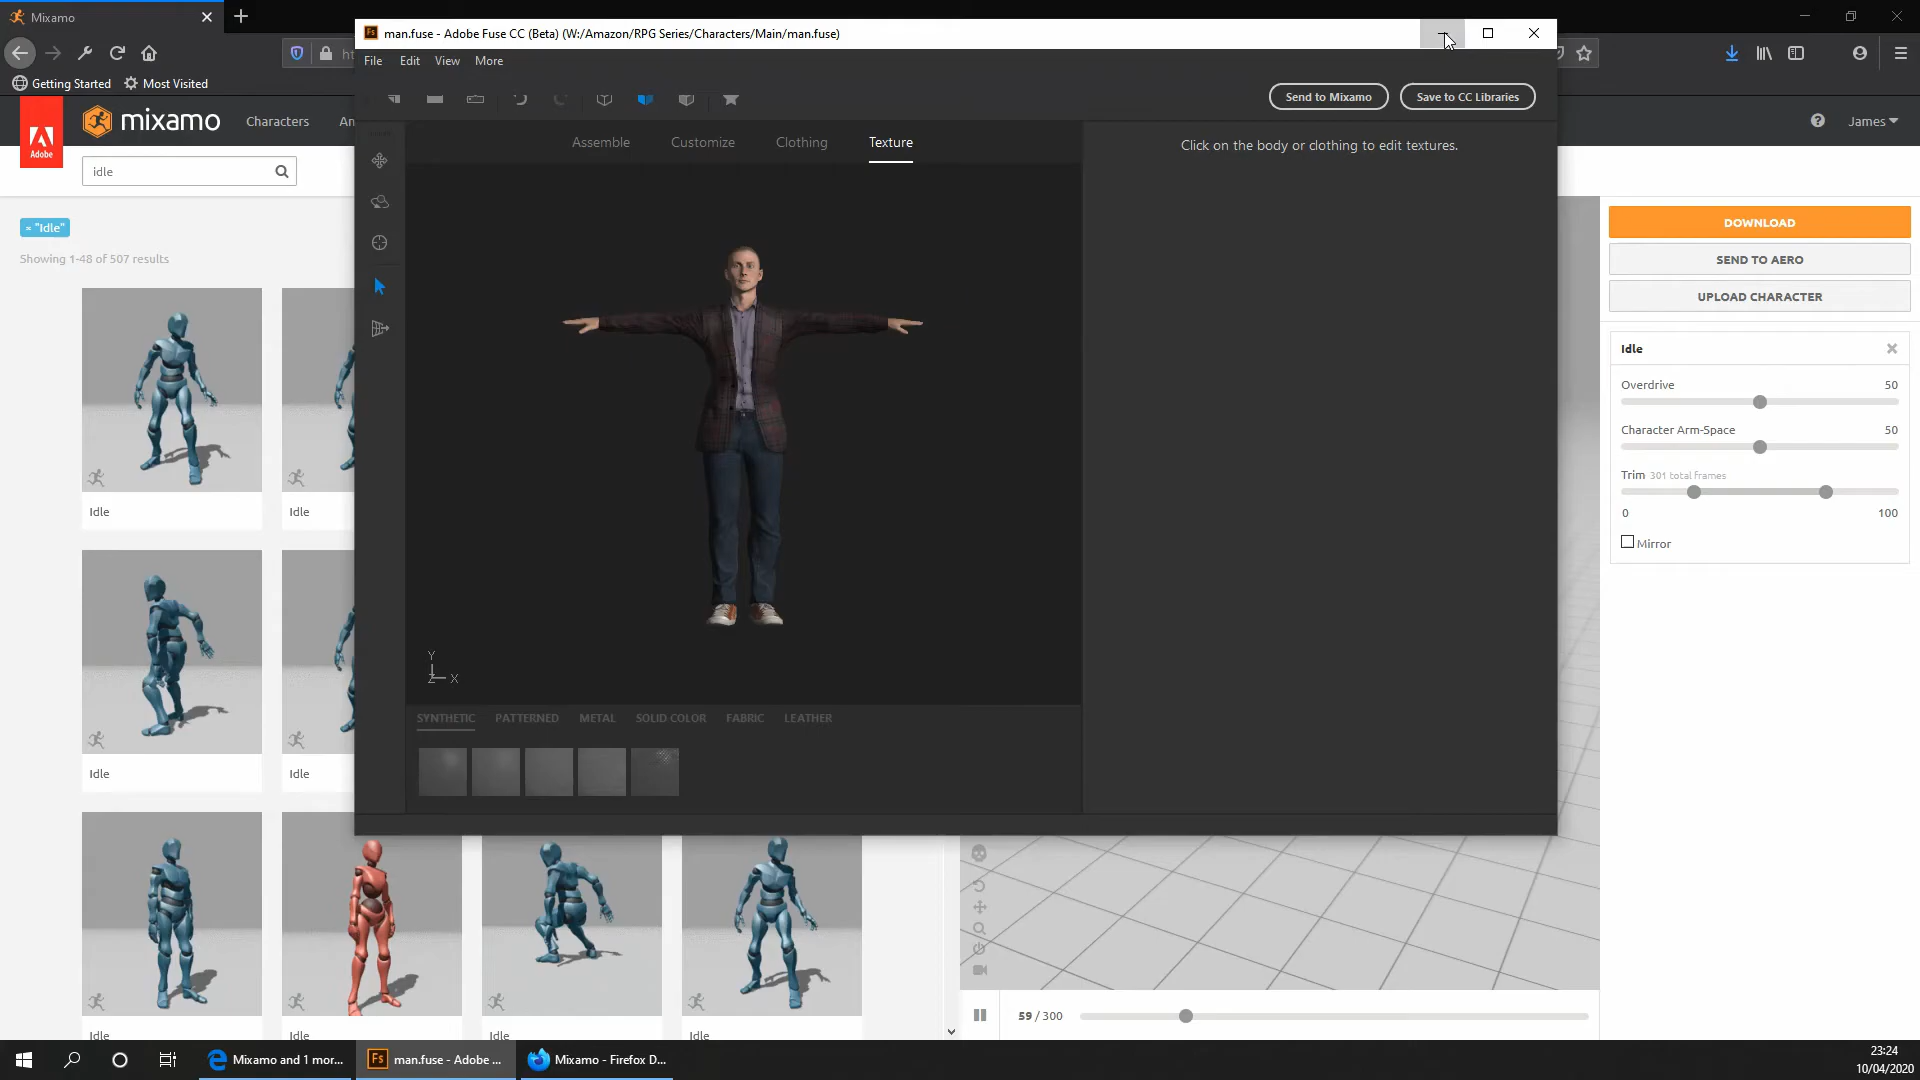 Mixamo
man.fuse - Adobe Fuse CC (Beta) (W:/Amazon/RPG Series/Characters/Main/man.fuse)
File Edit View More
Getting Started Most Visited
Send to Mixamo Save to CC Libraries
Adobe
mixamo Characters An
James
Assemble Customize Clothing Texture
Click on the body or clothing to edit textures.
idle
× "Idle"
Showing 1-48 of 507 results
DOWNLOAD
SEND TO AERO
UPLOAD CHARACTER
Idle
Overdrive 50
Character Arm-Space 50
Trim 301 total frames
0 100
Mirror
Idle Idle
Y
Z X
SYNTHETIC PATTERNED METAL SOLID COLOR FABRIC LEATHER
Idle Idle
59 / 300
Idle Idle Idle Idle
Mixamo and 1 mor...
man.fuse - Adobe ...
Mixamo - Firefox D...
23:24
10/04/2020